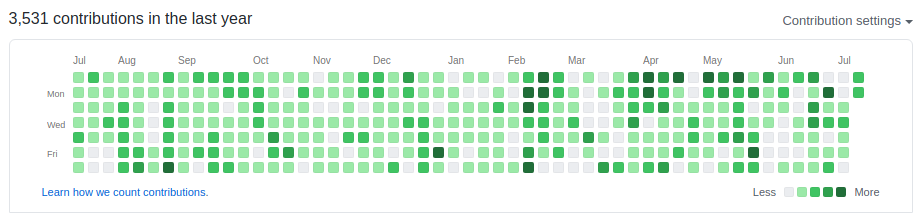 3,531 contributions in the last year
Contribution settings
Jul Aug Sep Oct Nov Dec Jan Feb Mar Apr May Jun Jul
Mon
Wed
Fri
Learn how we count contributions.
Less More